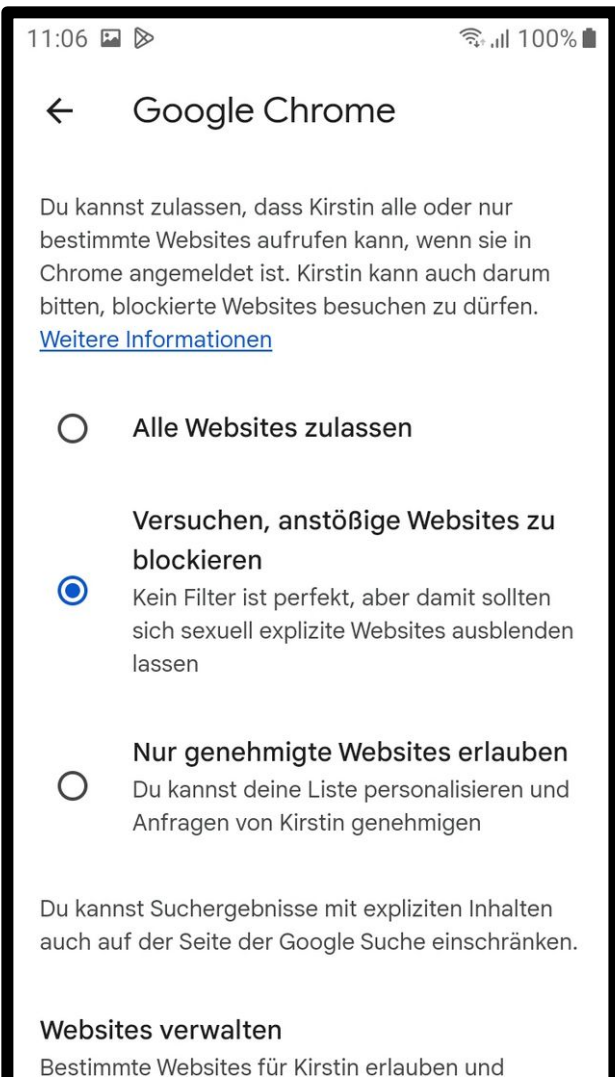 11:06 100%
Google Chrome
Du kannst zulassen, dass Kirstin alle oder nur
bestimmte Websites aufrufen kann, wenn sie in
Chrome angemeldet ist. Kirstin kann auch darum
bitten, blockierte Websites besuchen zu dürfen.
Weitere Informationen
Alle Websites zulassen
Versuchen, anstößige Websites zu
blockieren
Kein Filter ist perfekt, aber damit sollten
sich sexuell explizite Websites ausblenden
lassen
Nur genehmigte Websites erlauben
Du kannst deine Liste personalisieren und
Anfragen von Kirstin genehmigen
Du kannst Suchergebnisse mit expliziten Inhalten
auch auf der Seite der Google Suche einschränken.
Websites verwalten
Bestimmte Websites für Kirstin erlauben und